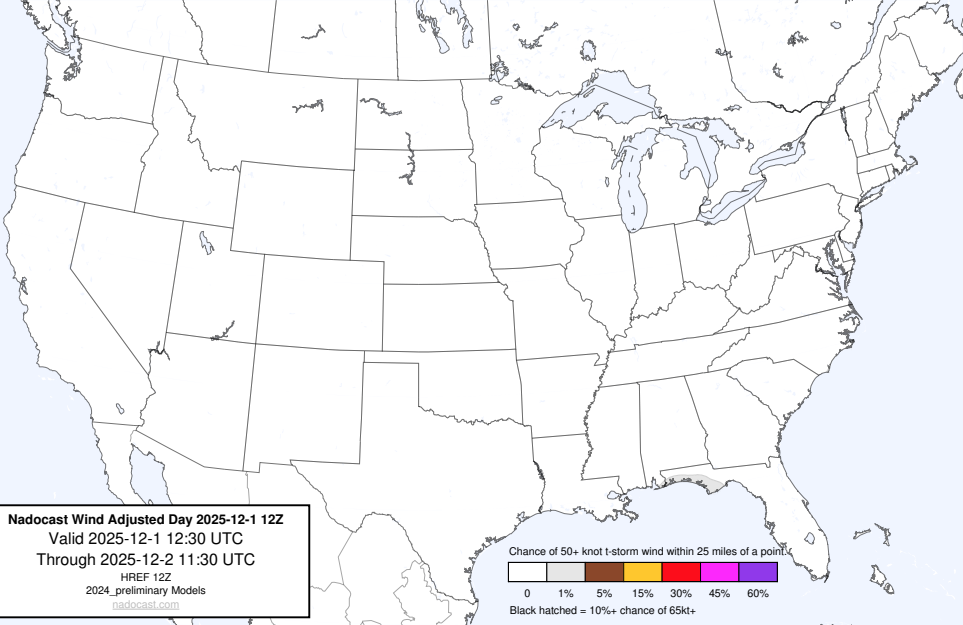 Nadocast Wind Adjusted Day 2025-12-1 12Z
Valid 2025-12-1 12:30 UTC
Through 2025-12-2 11:30 UTC
HREF 12Z
2024_preliminary Models
nadocast.com
Chance of 50+ knot t-storm wind within 25 miles of a point.
0 1% 5% 15% 30% 45% 60%
Black hatched = 10%+ chance of 65kt+